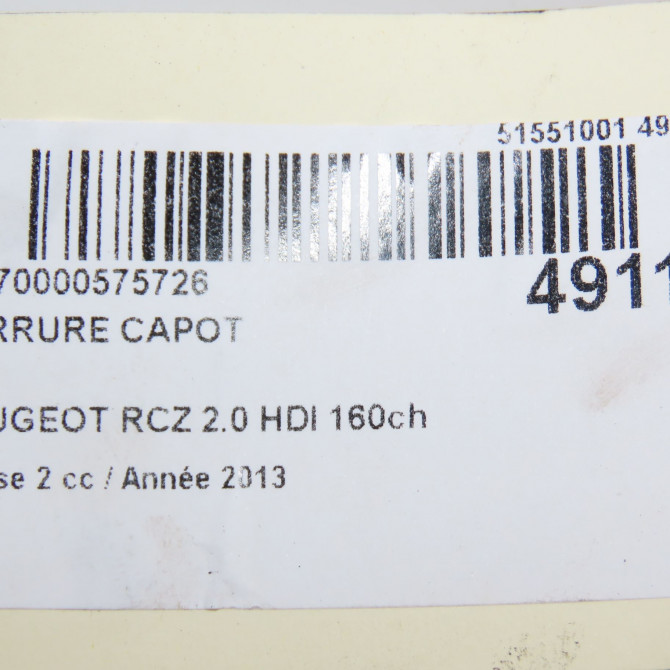 51551001 49
70000575726
4911
RRURE CAPOT
UGEOT RCZ 2.0 HDI 160ch
se 2 cc / Année 2013